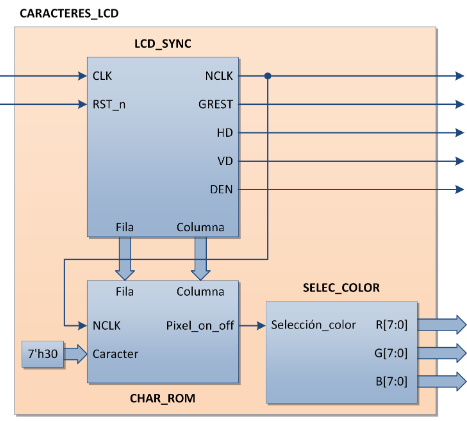 CARACTERES_LCD
LCD_SYNC
CLK NCLK
RST_n GREST
HD
VD
DEN
Fila Columna
Fila Columna
SELEC_COLOR
NCLK Pixel_on_off
Selección_color R[7:0]
7'h30 Caracter
G[7:0]
B[7:0]
CHAR_ROM